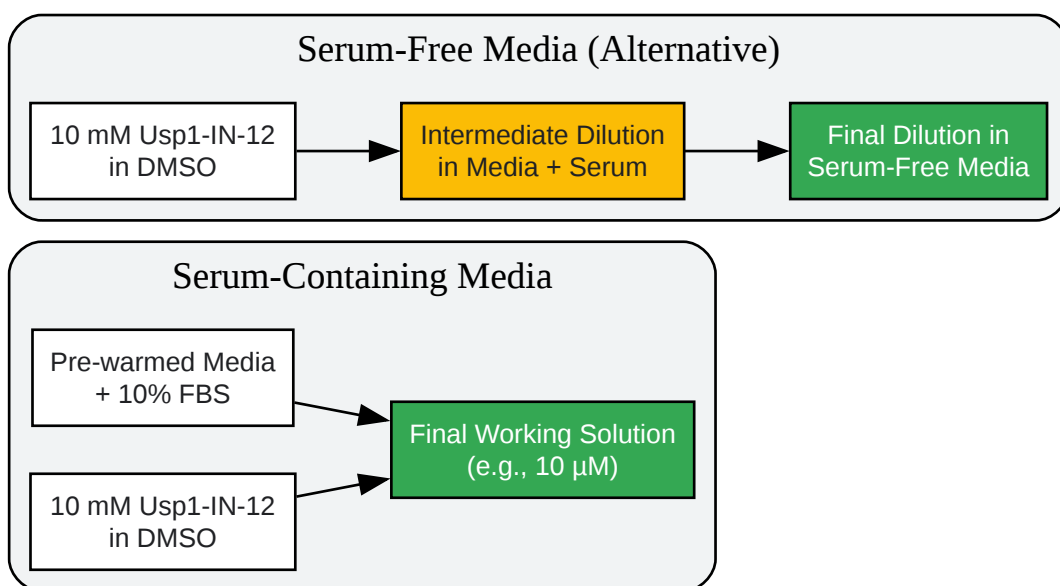 Serum-Free Media (Alternative)
10 mM Usp1-IN-12
in DMSO
Intermediate Dilution
in Media + Serum
Final Dilution in
Serum-Free Media
Serum-Containing Media
Pre-warmed Media
+ 10% FBS
Final Working Solution
(e.g., 10 µM)
10 mM Usp1-IN-12
in DMSO